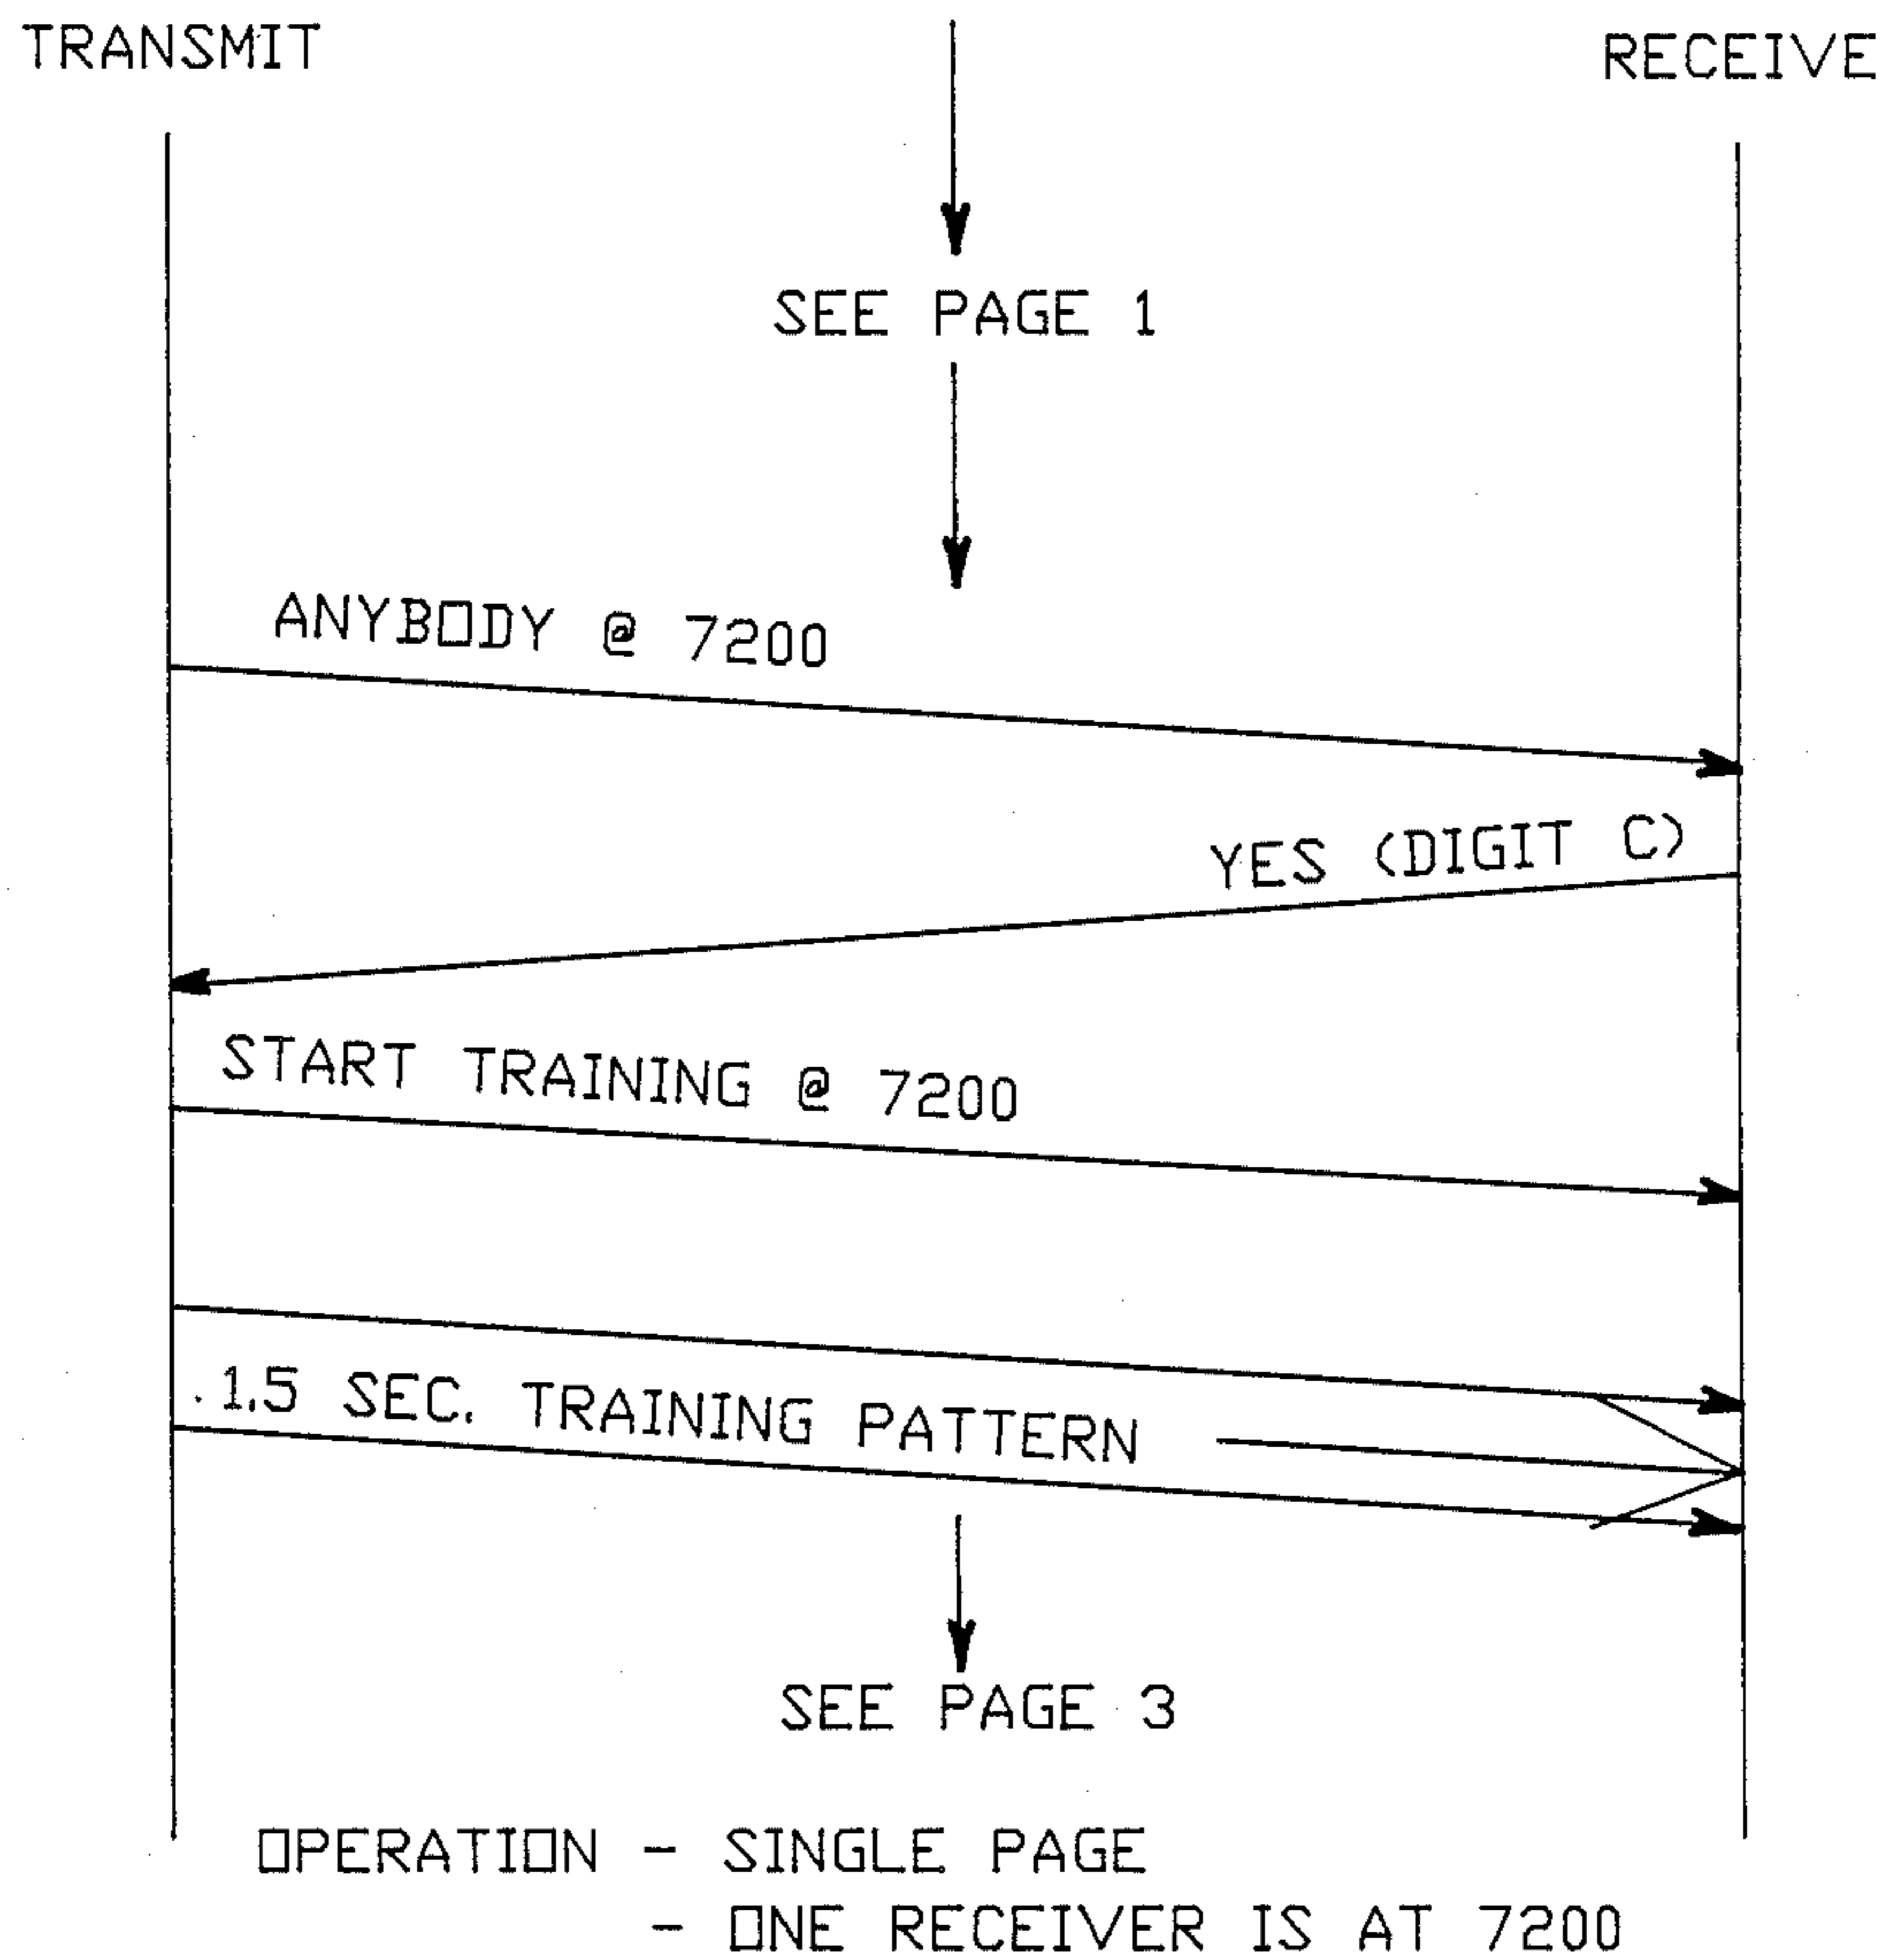 TRANSMIT
RECEIVE
SEE PAGE 1
ANYBODY @ 7200
YES (DIGIT C)
START TRAINING @ 7200
1.5 SEC. TRAINING PATTERN
SEE PAGE 3
OPERATION - SINGLE PAGE
- ONE RECEIVER IS AT 7200